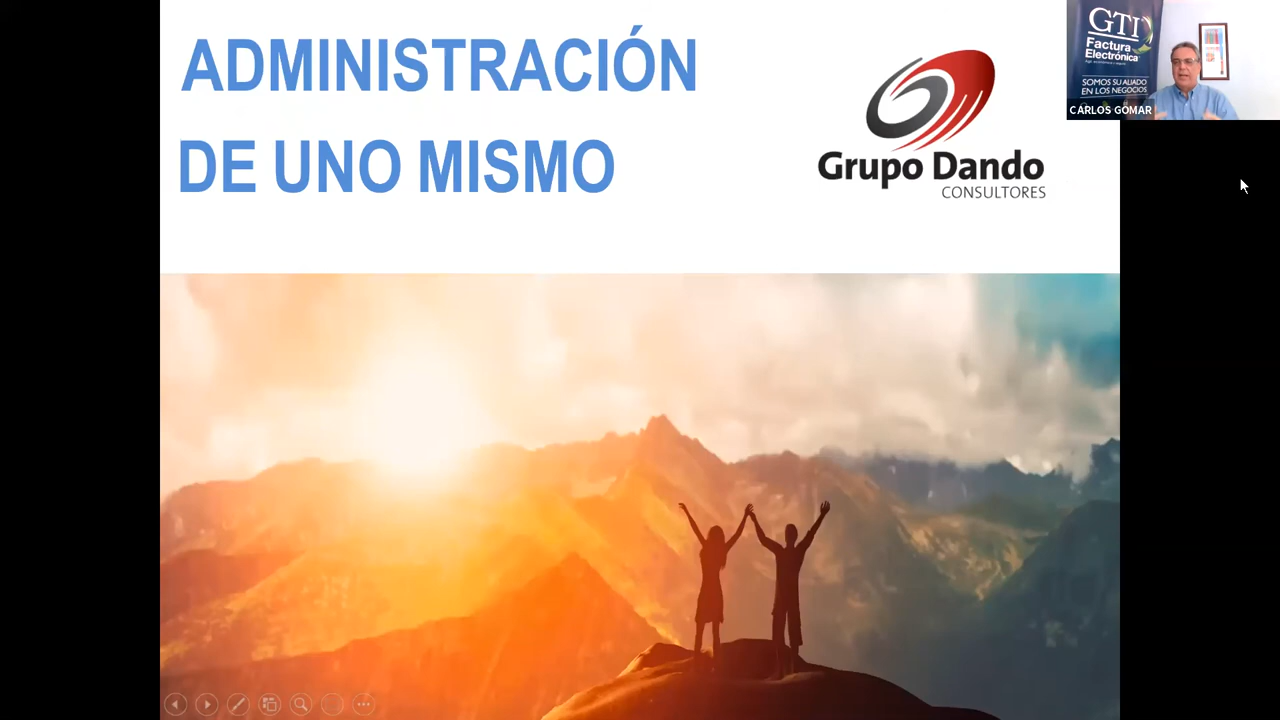 ADMINISTRACIÓN
DE UNO MISMO
Grupo Dando
CONSULTORES
GTI
Factura
Electrónica
SOMOS SU ALIADO
EN LOS NEGOCIOS
CARLOS GOMAR